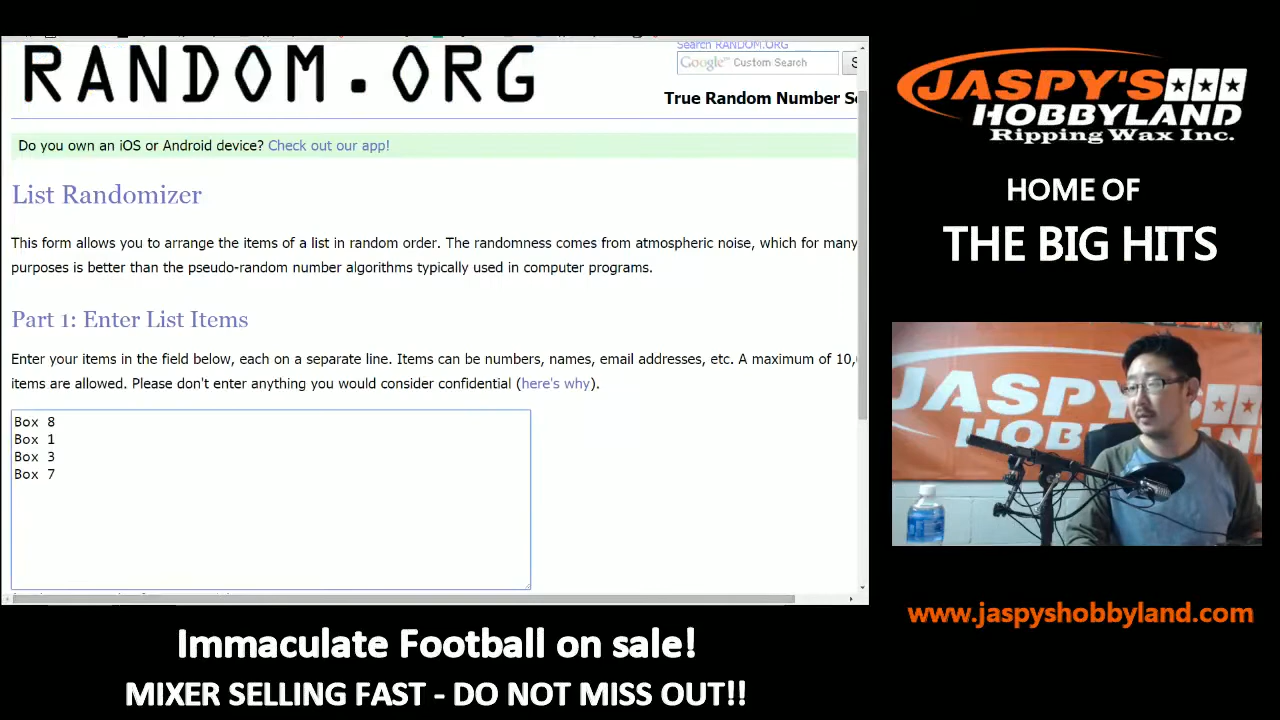 RANDOM.ORG
Search RANDOM.ORG
Google™ Custom Search
S
True Random Number Se
Do you own an iOS or Android device? Check out our app!
List Randomizer
This form allows you to arrange the items of a list in random order. The randomness comes from atmospheric noise, which for many
purposes is better than the pseudo-random number algorithms typically used in computer programs.
Part 1: Enter List Items
Enter your items in the field below, each on a separate line. Items can be numbers, names, email addresses, etc. A maximum of 10,
items are allowed. Please don't enter anything you would consider confidential (here's why).
Box 8
Box 1
Box 3
Box 7
JASPY'S
HOBBYLAND
Ripping Wax Inc.
HOME OF
THE BIG HITS
JASPY'S
HOB
www.jaspyshobbyland.com
Immaculate Football on sale!
MIXER SELLING FAST - DO NOT MISS OUT!!